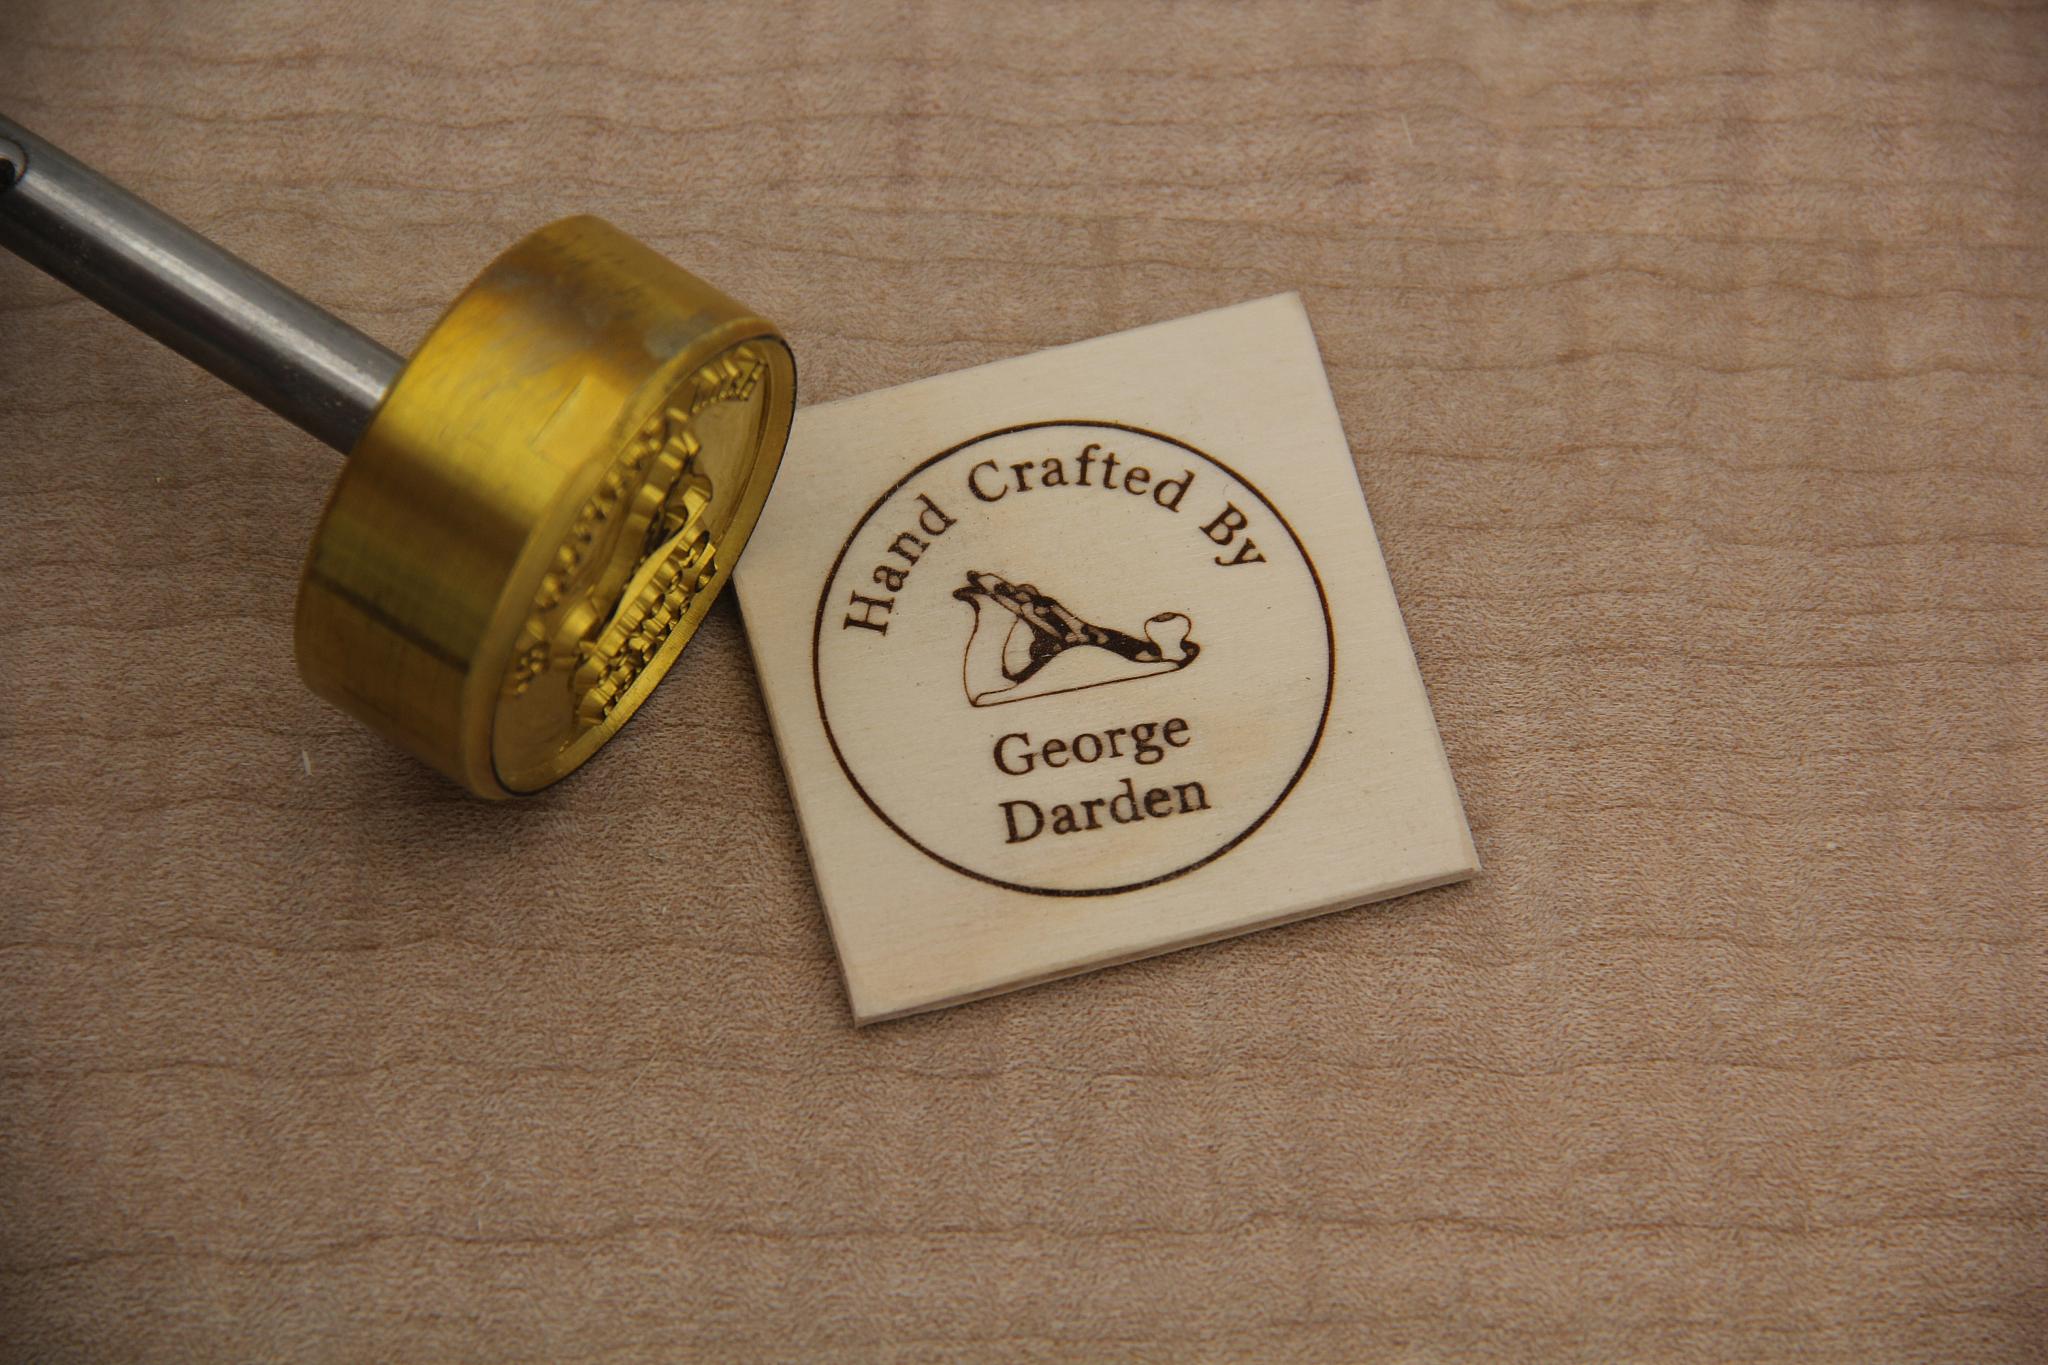 Hand Crafted By
George
Darden